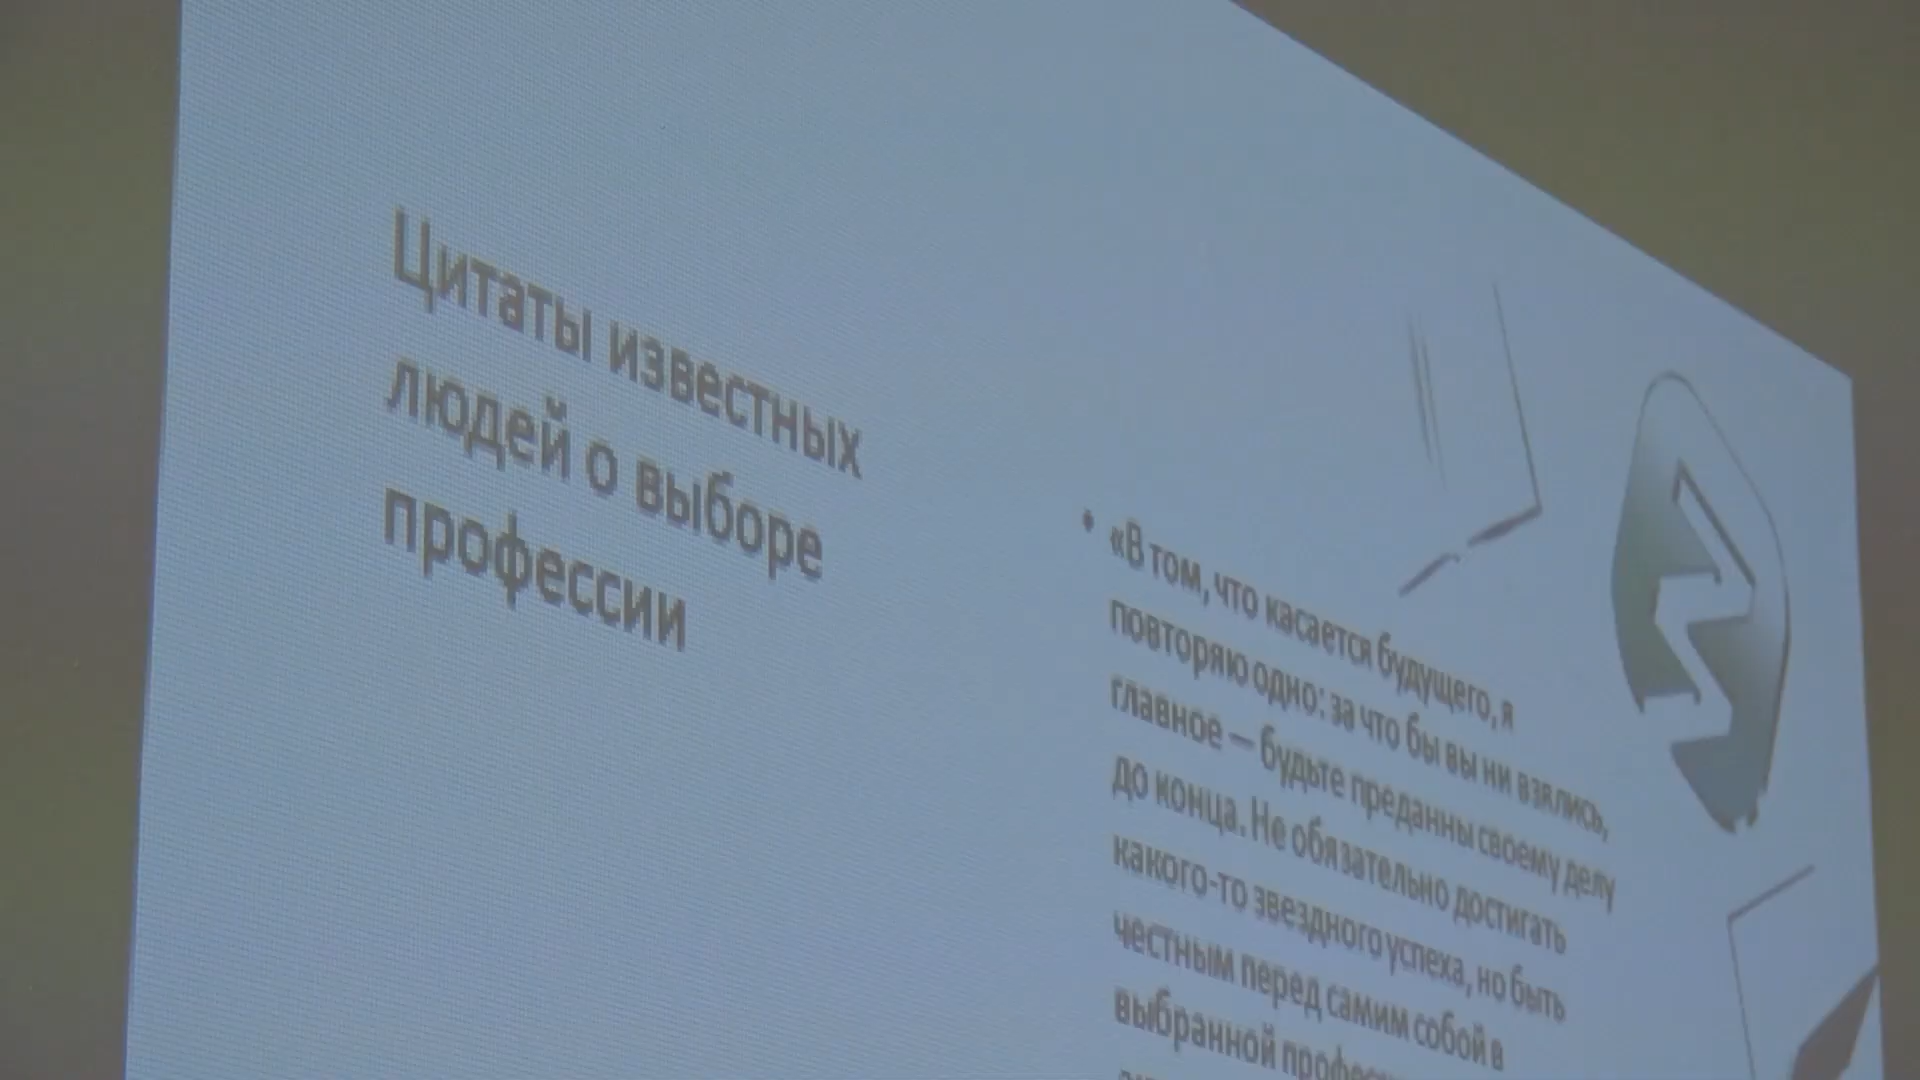 Цитаты известных
людей о выборе
профессии
• «В том, что касается будущего, я
повторяю одно: за что бы вы ни взялись,
главное — будьте преданны своему делу
до конца. Не обязательно достигать
какого-то звездного успеха, но быть
честным перед самим собой в
выбранной